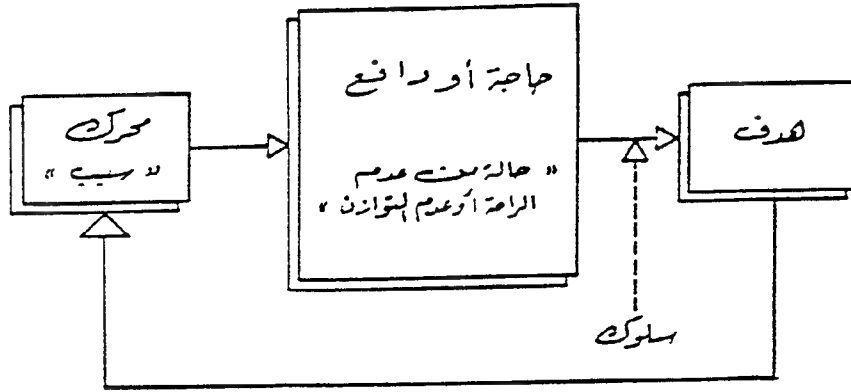 محرك
« سبب »
حاجة أو دافع
« حالة من عدم
الراحة أو عدم التوازن »
هدف
سلوك